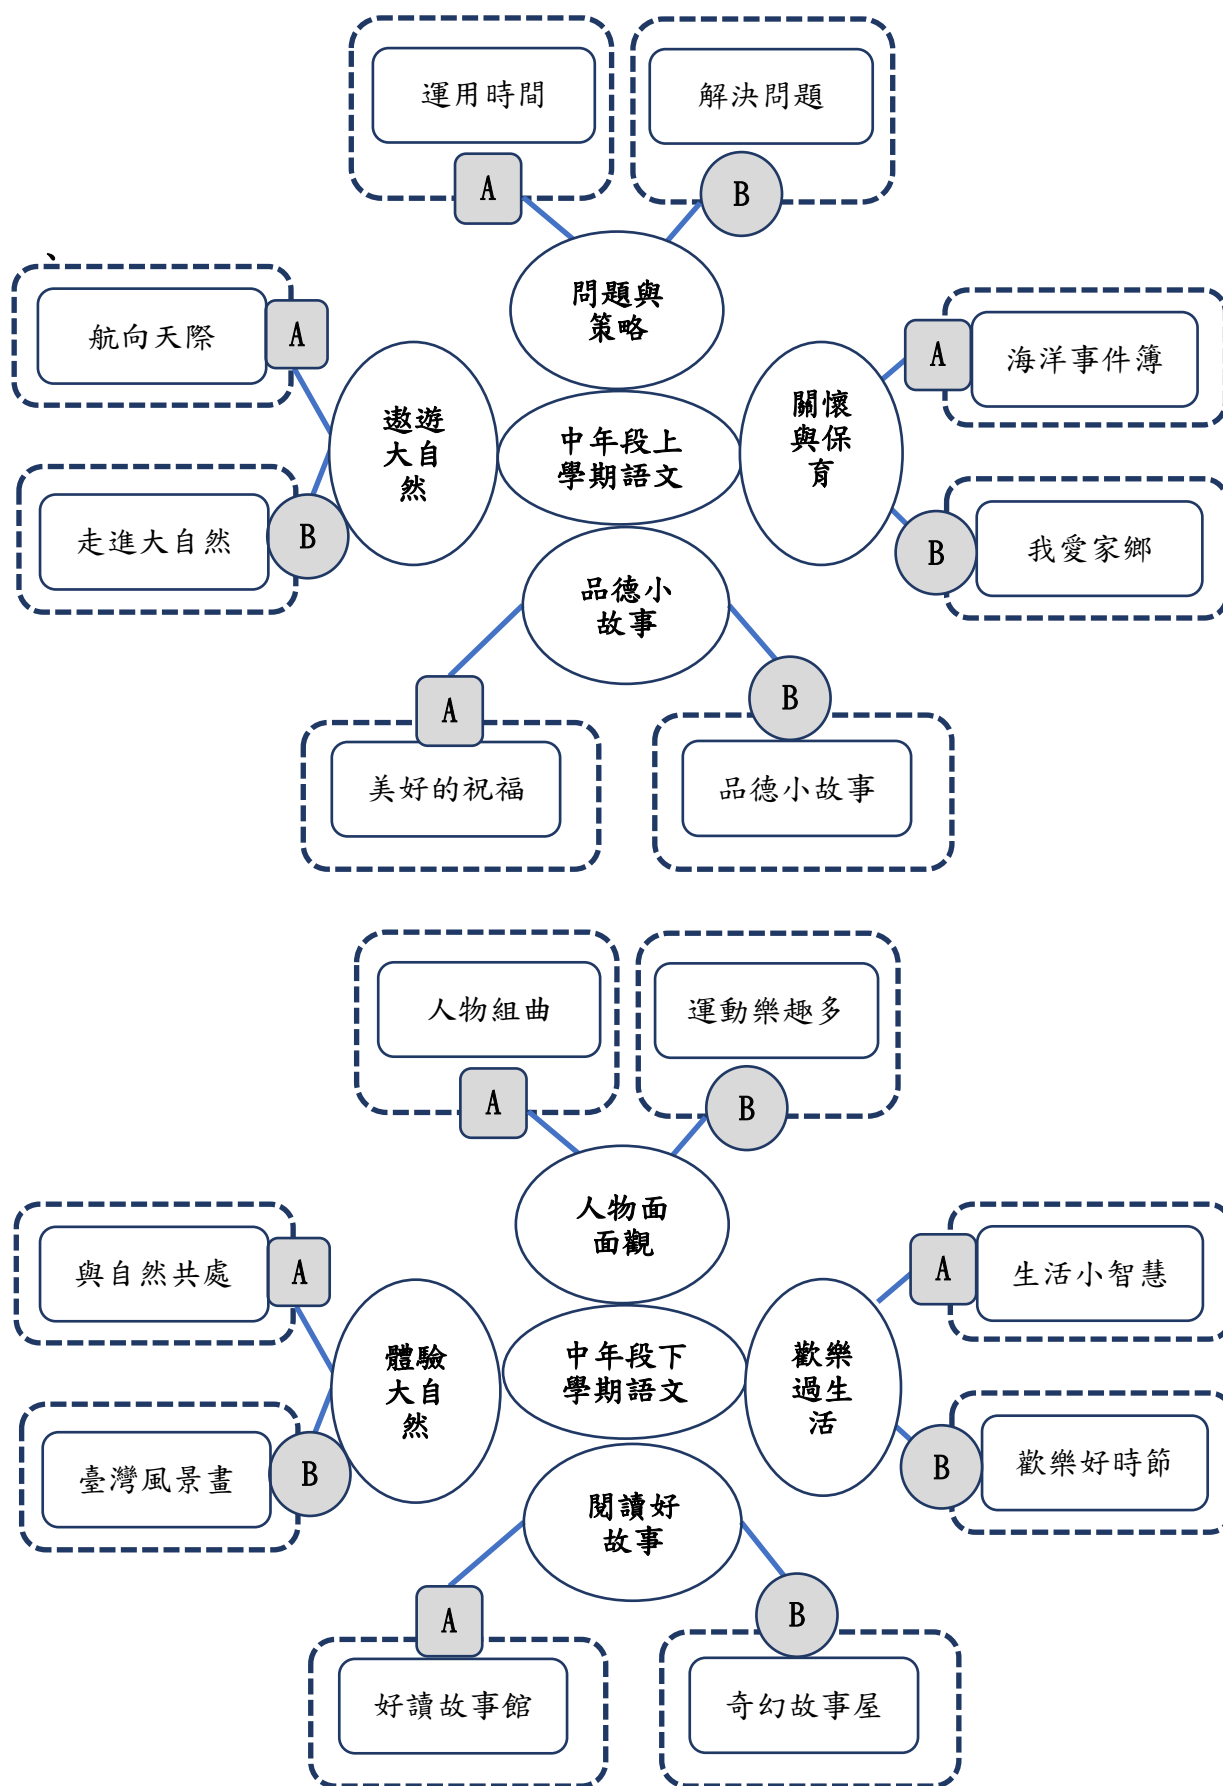 運用時間
解決問題
A
B
問題與
策略
、
航向天際
A
A
海洋事件簿
遨遊
大自
然
中年段上
學期語文
關懷
與保
育
走進大自然
B
B
我愛家鄉
品德小
故事
A
B
美好的祝福
品德小故事
人物組曲
運動樂趣多
A
B
人物面
面觀
與自然共處
A
A
生活小智慧
體驗
大自
然
中年段下
學期語文
歡樂
過生
活
臺灣風景畫
B
B
歡樂好時節
閱讀好
故事
A
B
好讀故事館
奇幻故事屋